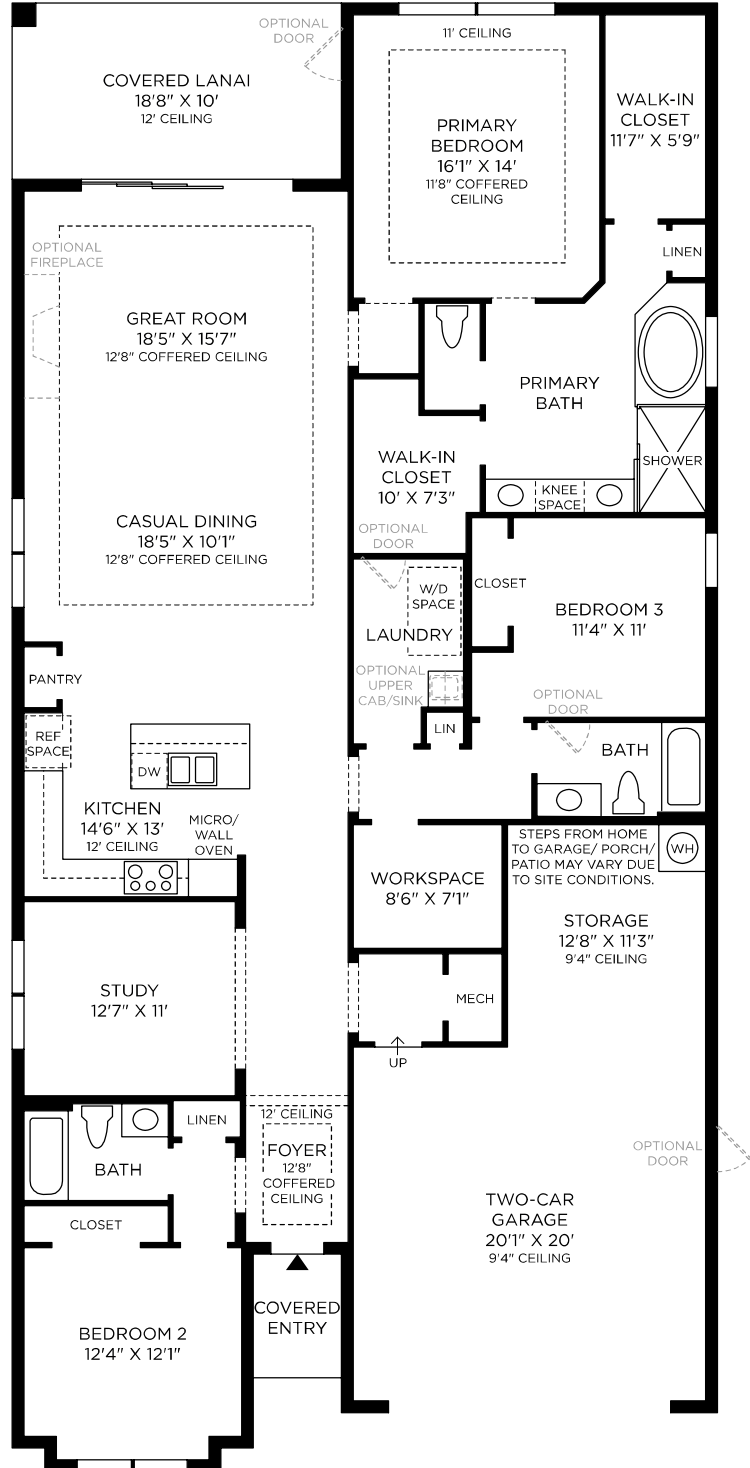 OPTIONAL
DOOR
COVERED LANAI
18'8" X 10'
12' CEILING
11' CEILING
PRIMARY
BEDROOM
16'1" X 14'
11'8" COFFERED
CEILING
WALK-IN
CLOSET
11'7" X 5'9"
LINEN
OPTIONAL
FIREPLACE
GREAT ROOM
18'5" X 15'7"
12'8" COFFERED CEILING
PRIMARY
BATH
SHOWER
KNEE
SPACE
WALK-IN
CLOSET
10' X 7'3"
OPTIONAL
DOOR
CASUAL DINING
18'5" X 10'1"
12'8" COFFERED CEILING
W/D
SPACE
LAUNDRY
OPTIONAL
UPPER
CAB/SINK
LIN
CLOSET
BEDROOM 3
11'4" X 11'
OPTIONAL
DOOR
BATH
PANTRY
REF
SPACE
DW
KITCHEN
14'6" X 13'
12' CEILING
MICRO/
WALL
OVEN
WORKSPACE
8'6" X 7'1"
STEPS FROM HOME
TO GARAGE/ PORCH/
PATIO MAY VARY DUE
TO SITE CONDITIONS.
WH
STORAGE
12'8" X 11'3"
9'4" CEILING
STUDY
12'7" X 11'
MECH
UP
12' CEILING
FOYER
12'8"
COFFERED
CEILING
LINEN
BATH
CLOSET
OPTIONAL
DOOR
TWO-CAR
GARAGE
20'1" X 20'
9'4" CEILING
COVERED
ENTRY
BEDROOM 2
12'4" X 12'1"